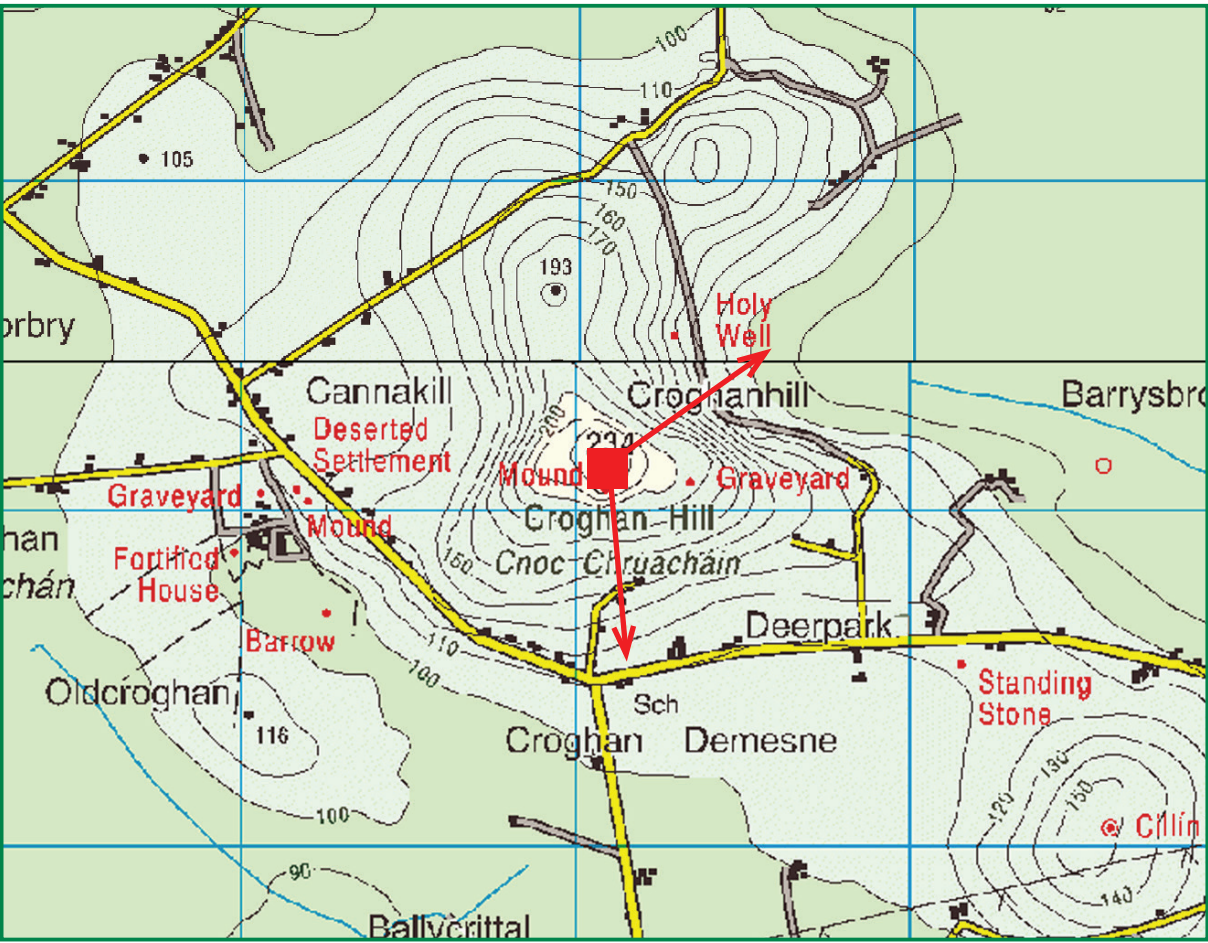 100
110
105
150
160
170
193
Holy
Well
orbry
Cannakill
Croghanhill
Barrysbro
200
234
Deserted
Settlement
Mound
Graveyard
Graveyard
Mound
Croghan Hill
han
Fortified
House
160
Cnoc Chruacháin
chán
Barrow
110
Deerpark
100
Oldcroghan
Standing
Stone
Sch
116
Croghan Demesne
130
150
120
100
Cillín
90
140
Ballycrittal